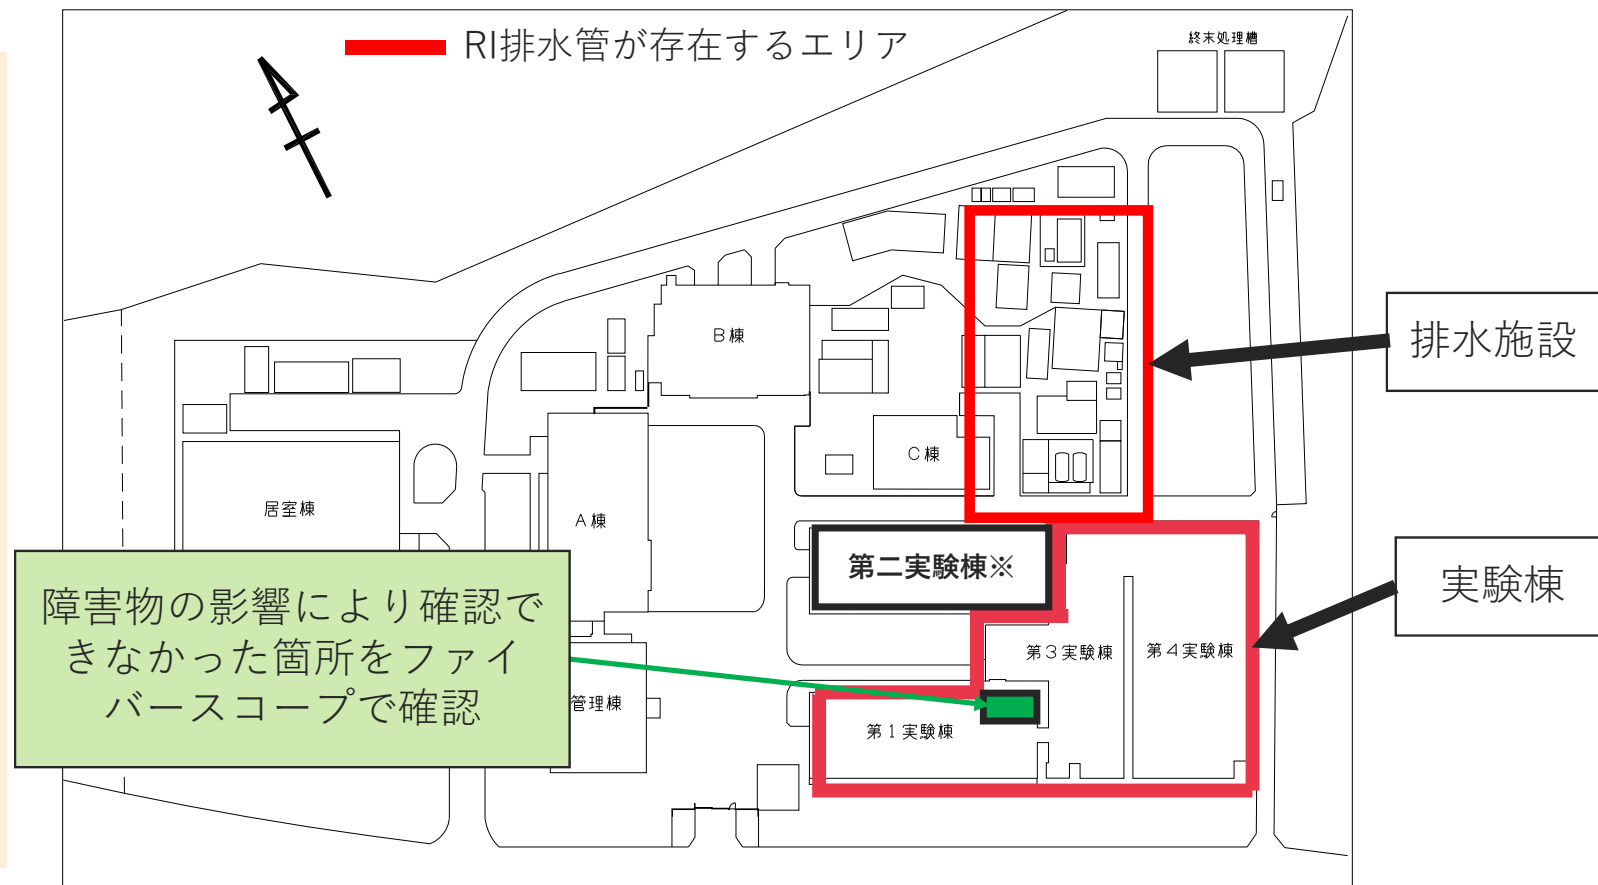 RI排水管が存在するエリア
終末処理槽
B棟
排水施設
C棟
居室棟
A棟
第二実験棟※
実験棟
障害物の影響により確認で
きなかった箇所をファイ
バースコープで確認
第3実験棟
第4実験棟
管理棟
第1実験棟